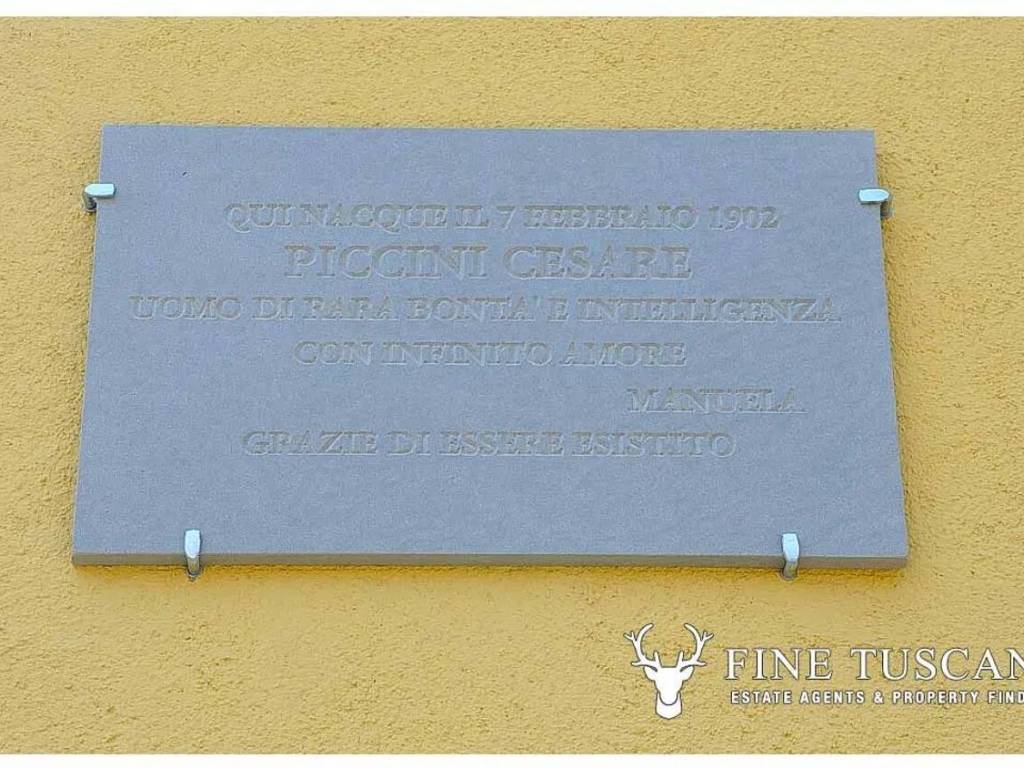 QUI NACQUE IL 7 FEBBRAIO 1902
PICCINI CESARE
UOMO DI RARA BONTA' E INTELLIGENZA
CON INFINITO AMORE
MANUELA
GRAZIE DI ESSERE ESISTITO
FINE TUSCAN
ESTATE AGENTS & PROPERTY FIND